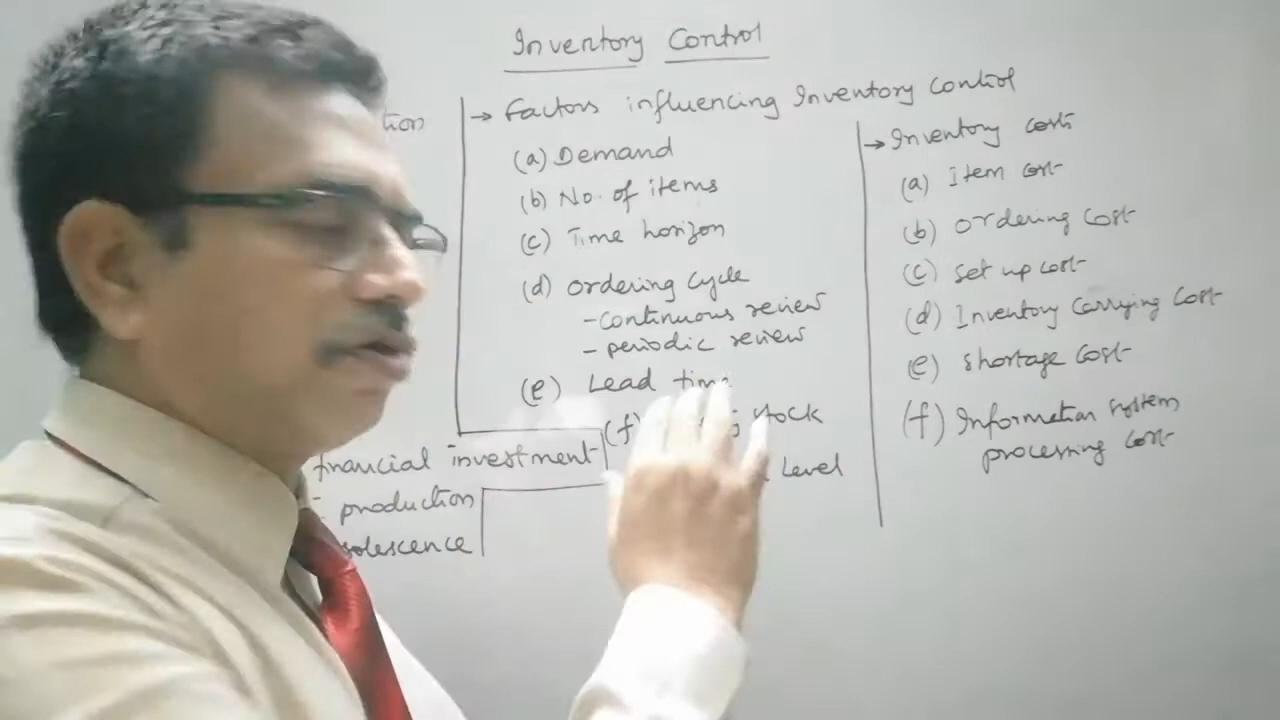 Inventory Control
→ Factors influencing Inventory control
(a) Demand
(b) No. of items
(c) Time horizon
(d) ordering cycle
- continuous review
- periodic review
(e) Lead time
(f) stock
Level
→ Inventory costs
(a) Item cost
(b) ordering cost
(c) set up cost
(d) Inventory carrying cost
(e) shortage cost
(f) Information system
processing cost
financial investment
production